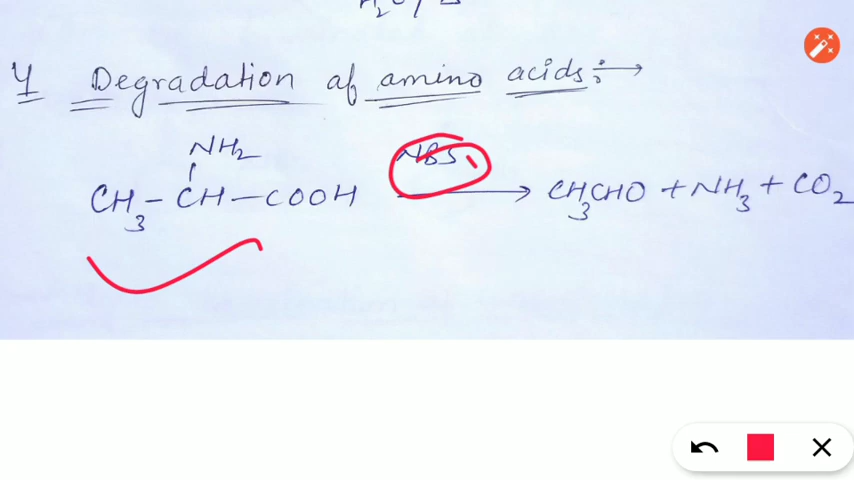 4 Degradation of amino acids:→
NH2
NBS
CH3-CH-COOH → CH3CHO + NH3 + CO2